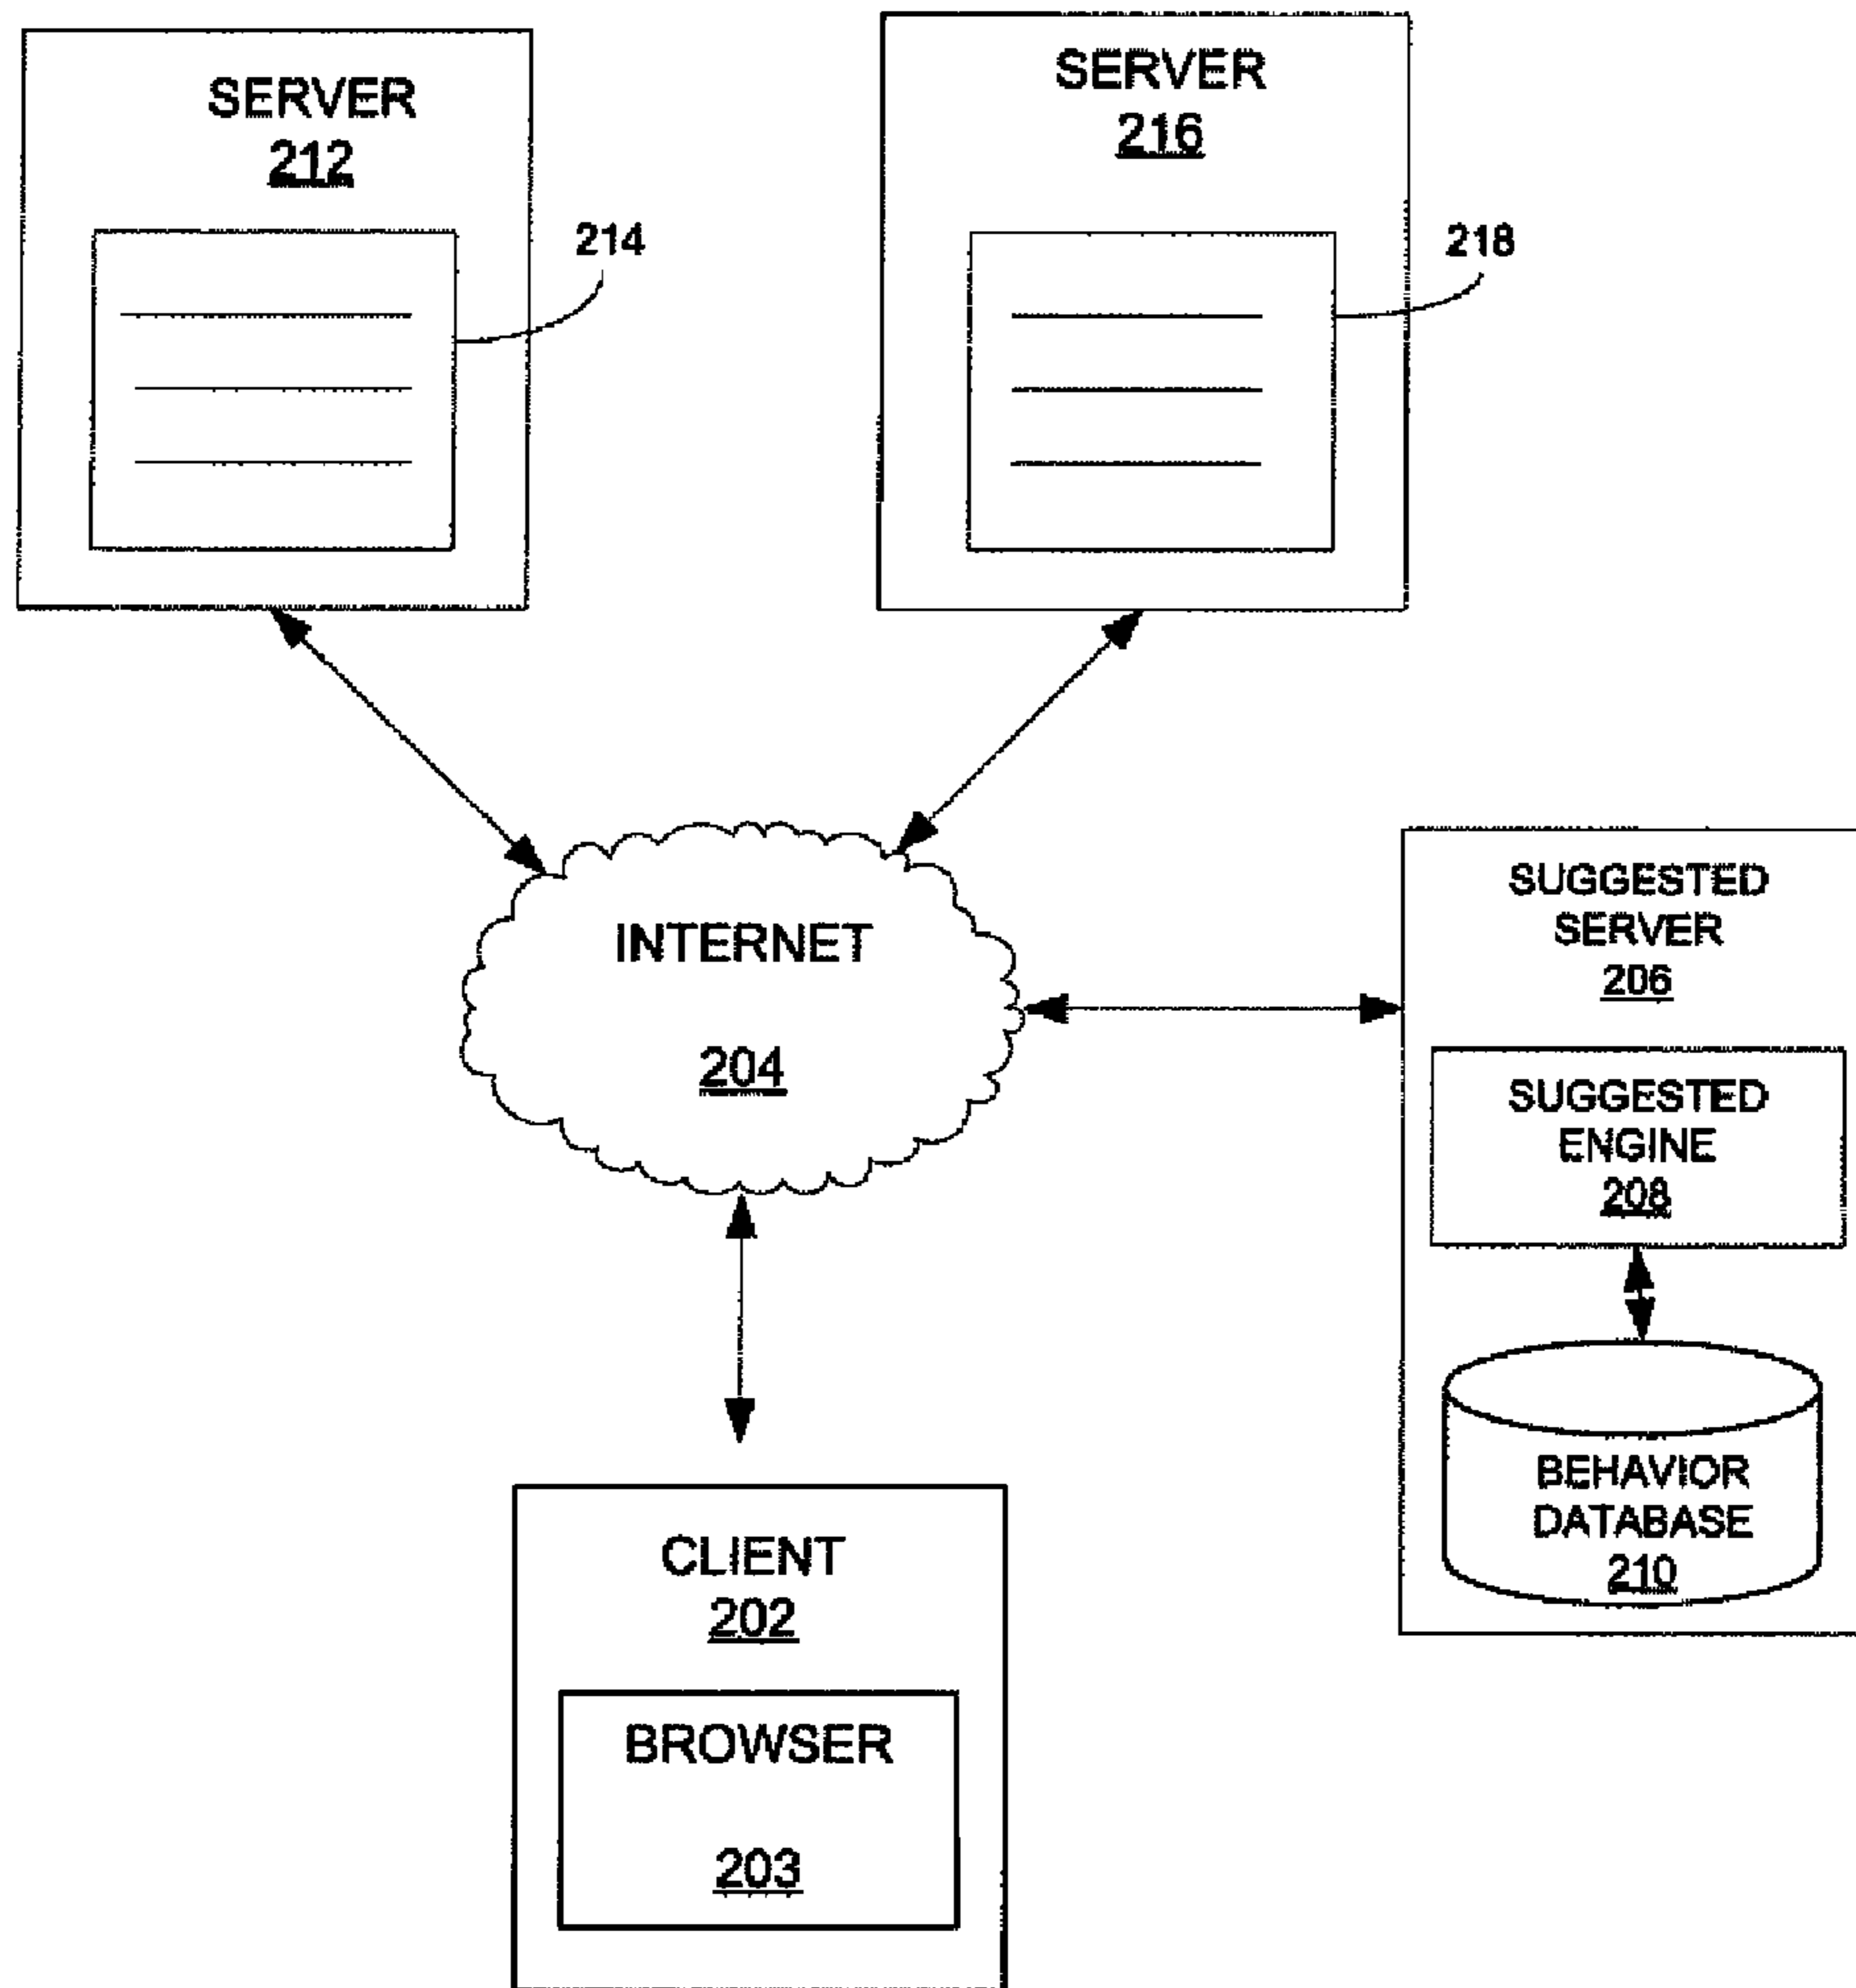 SERVER
212
214
SERVER
216
218
INTERNET
204
SUGGESTED
SERVER
206
SUGGESTED
ENGINE
208
BEHAVIOR
DATABASE
210
CLIENT
202
BROWSER
203